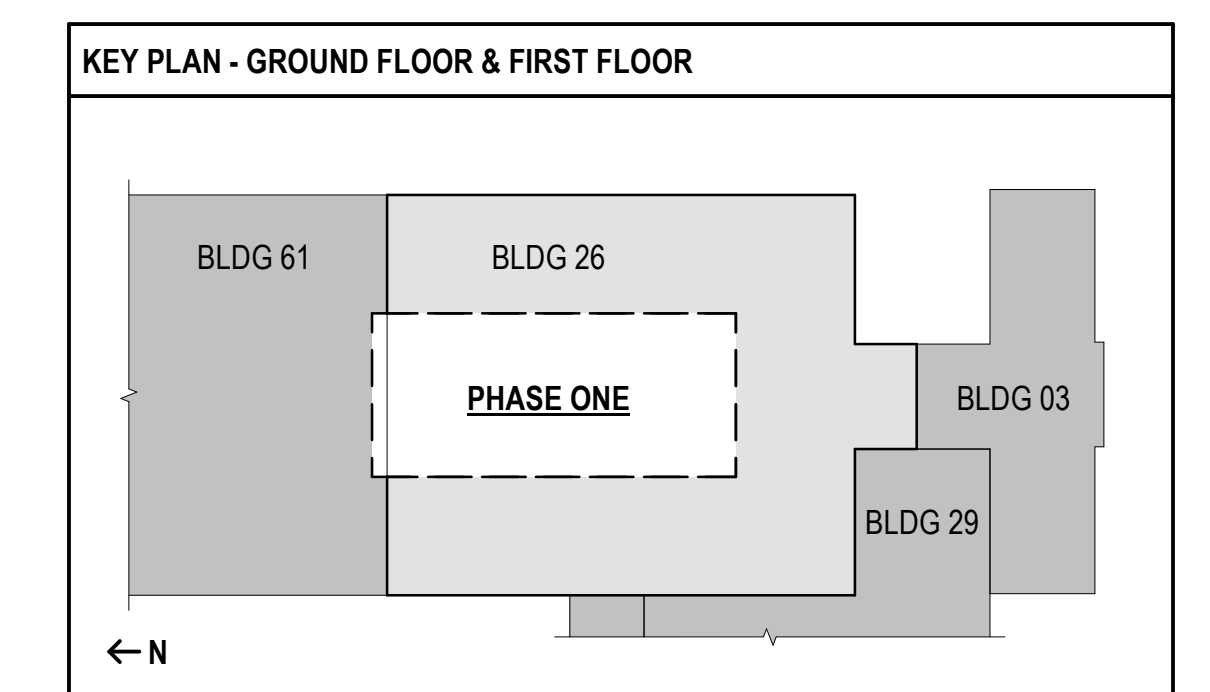 KEY PLAN - GROUND FLOOR & FIRST FLOOR
BLDG 61
BLDG 26
PHASE ONE
BLDG 03
BLDG 29
N